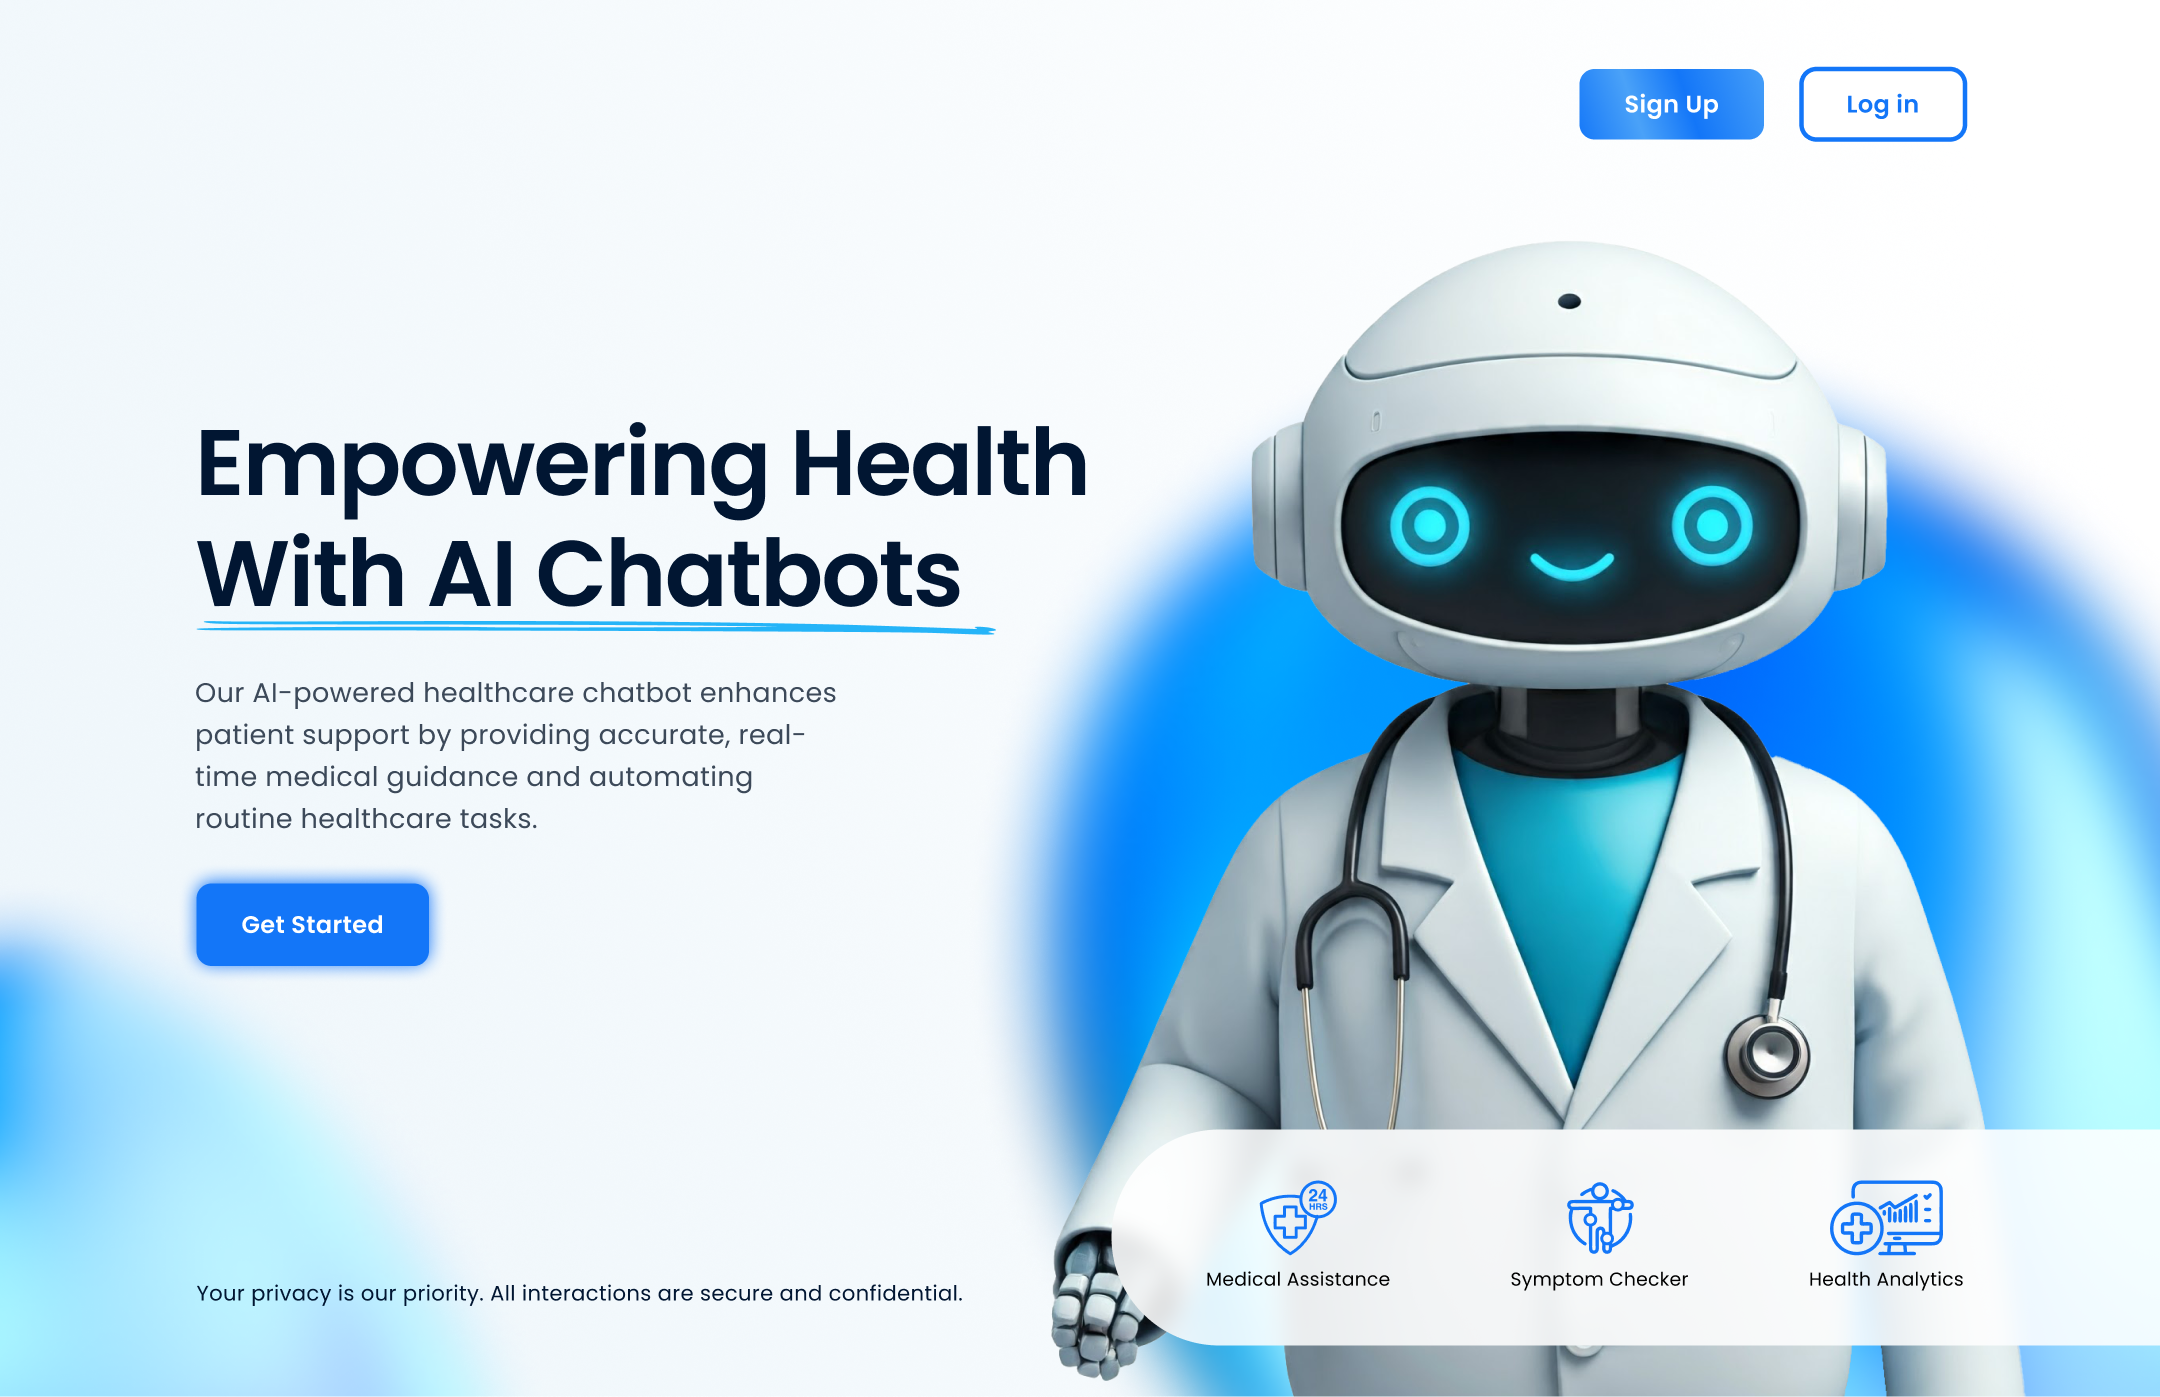 Sign Up
Log in
Empowering Health
With AI Chatbots
Our AI-powered healthcare chatbot enhances
patient support by providing accurate, real-
time medical guidance and automating
routine healthcare tasks.
Get Started
Your privacy is our priority. All interactions are secure and confidential.
24
HRS
Medical Assistance
Symptom Checker
Health Analytics